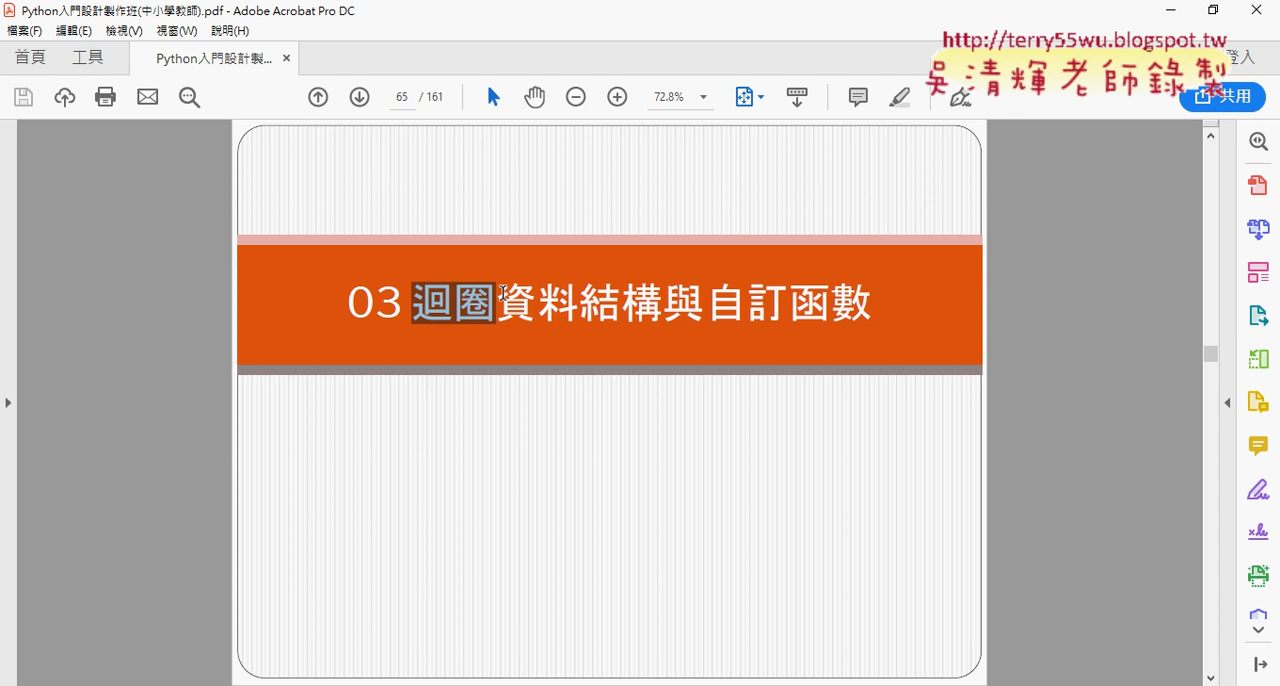 Python入門設計製作班(中小學教師).pdf - Adobe Acrobat Pro DC
檔案(F) 編輯(E) 檢視(V) 視窗(W) 說明(H)
http://terry55wu.blogspot.tw
吳清輝老師錄製
首頁 工具 Python入門設計製... × 登入
65 / 161 72.8% 共用
03 迴圈資料結構與自訂函數